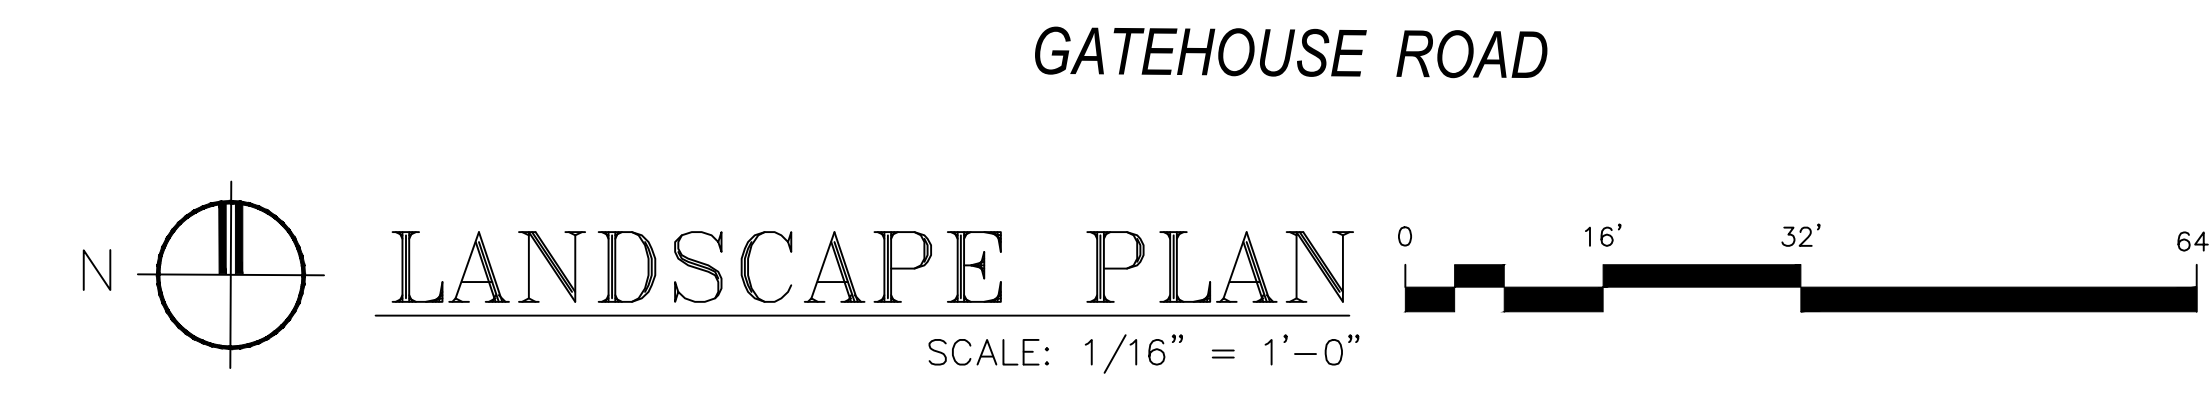 GATEHOUSE ROAD
N
LANDSCAPE PLAN
0 16' 32' 64
SCALE: 1/16" = 1'-0"